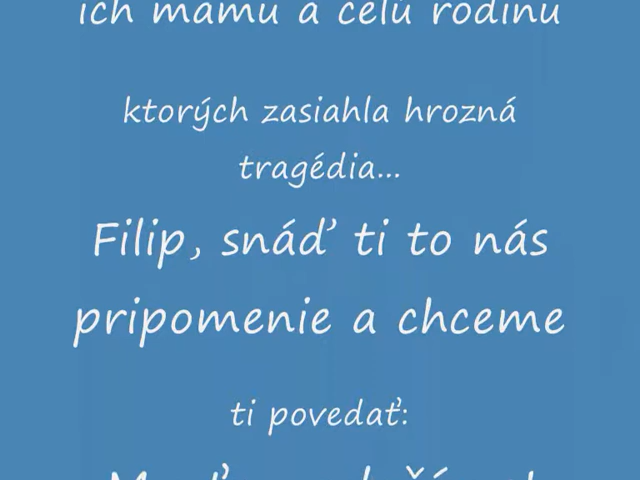 ich mamu a celú rodinu
ktorých zasiahla hrozná
tragédia...
Filip, snáď ti to nás
pripomenie a chceme
ti povedať: